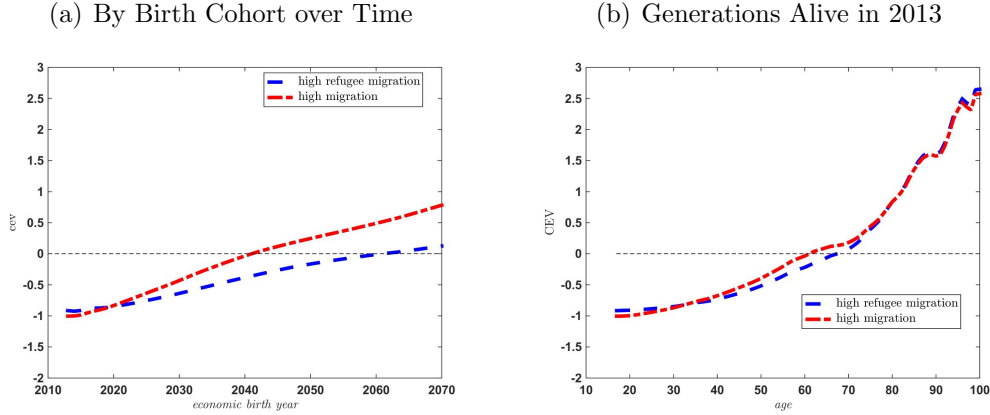 (a) By Birth Cohort over Time
3
2.5
2
1.5
1
0.5
0
-0.5
-1
-1.5
-2
cev
high refugee migration
high migration
2010 2020 2030 2040 2050 2060 2070
economic birth year
(b) Generations Alive in 2013
3
2.5
2
1.5
1
0.5
0
-0.5
-1
-1.5
-2
CEV
high refugee migration
high migration
10 20 30 40 50 60 70 80 90 100
age